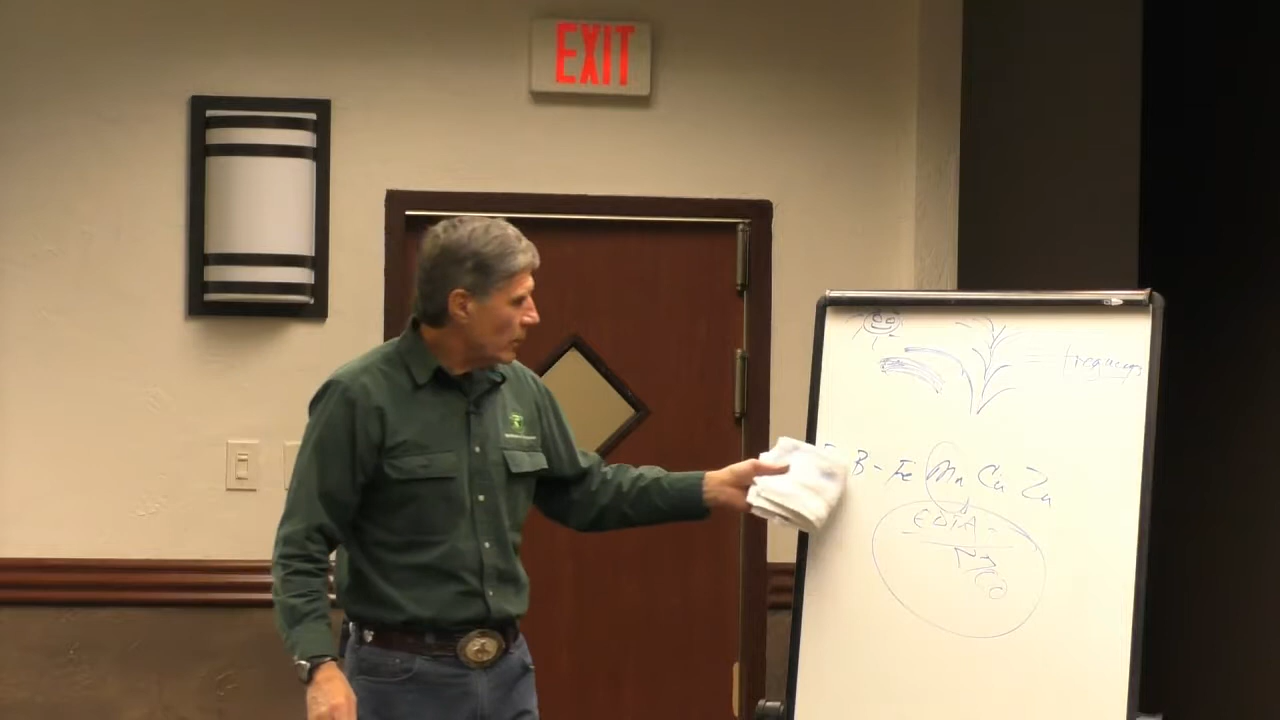 EXIT
= frequency
B - Fe Mn Cu Zn
EDTA -